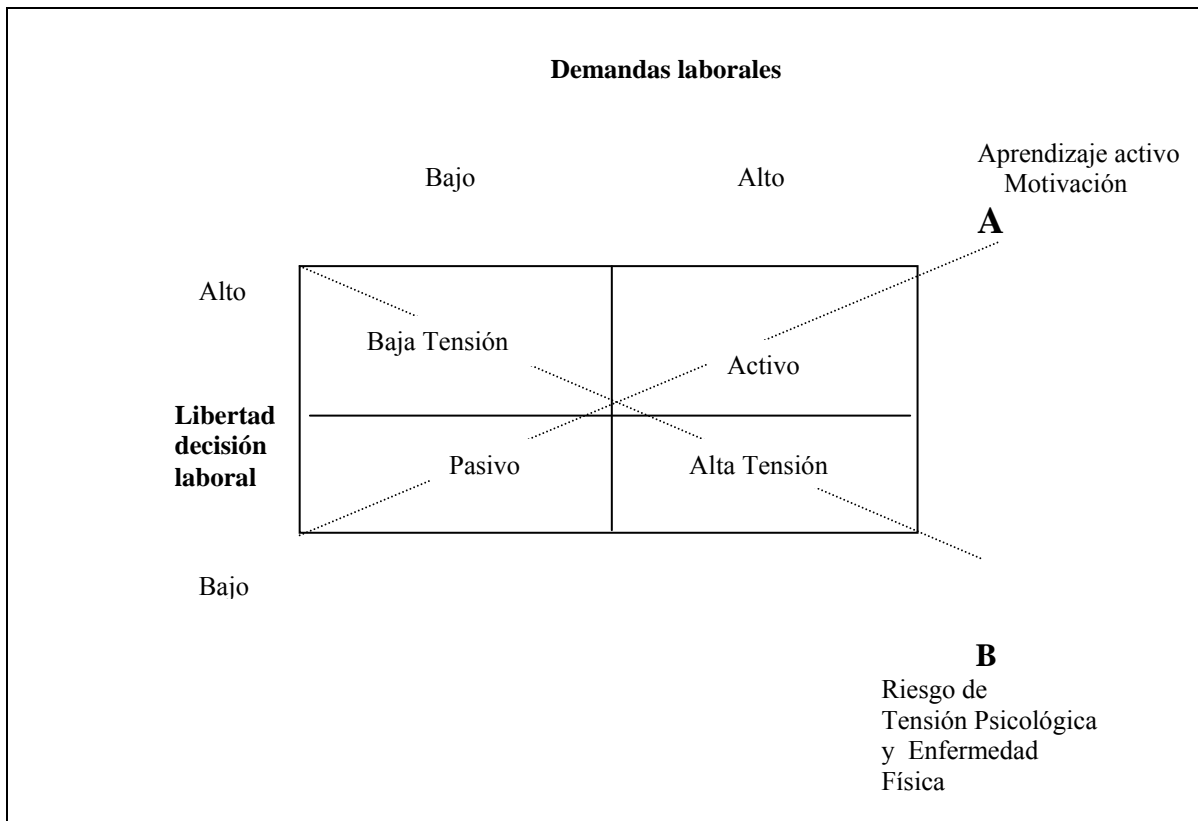 Demandas laborales
Aprendizaje activo
Motivación
Bajo
Alto
A
Alto
Baja Tensión
Activo
Libertad
decisión
laboral
Pasivo
Alta Tensión
Bajo
B
Riesgo de
Tensión Psicológica
y Enfermedad
Física